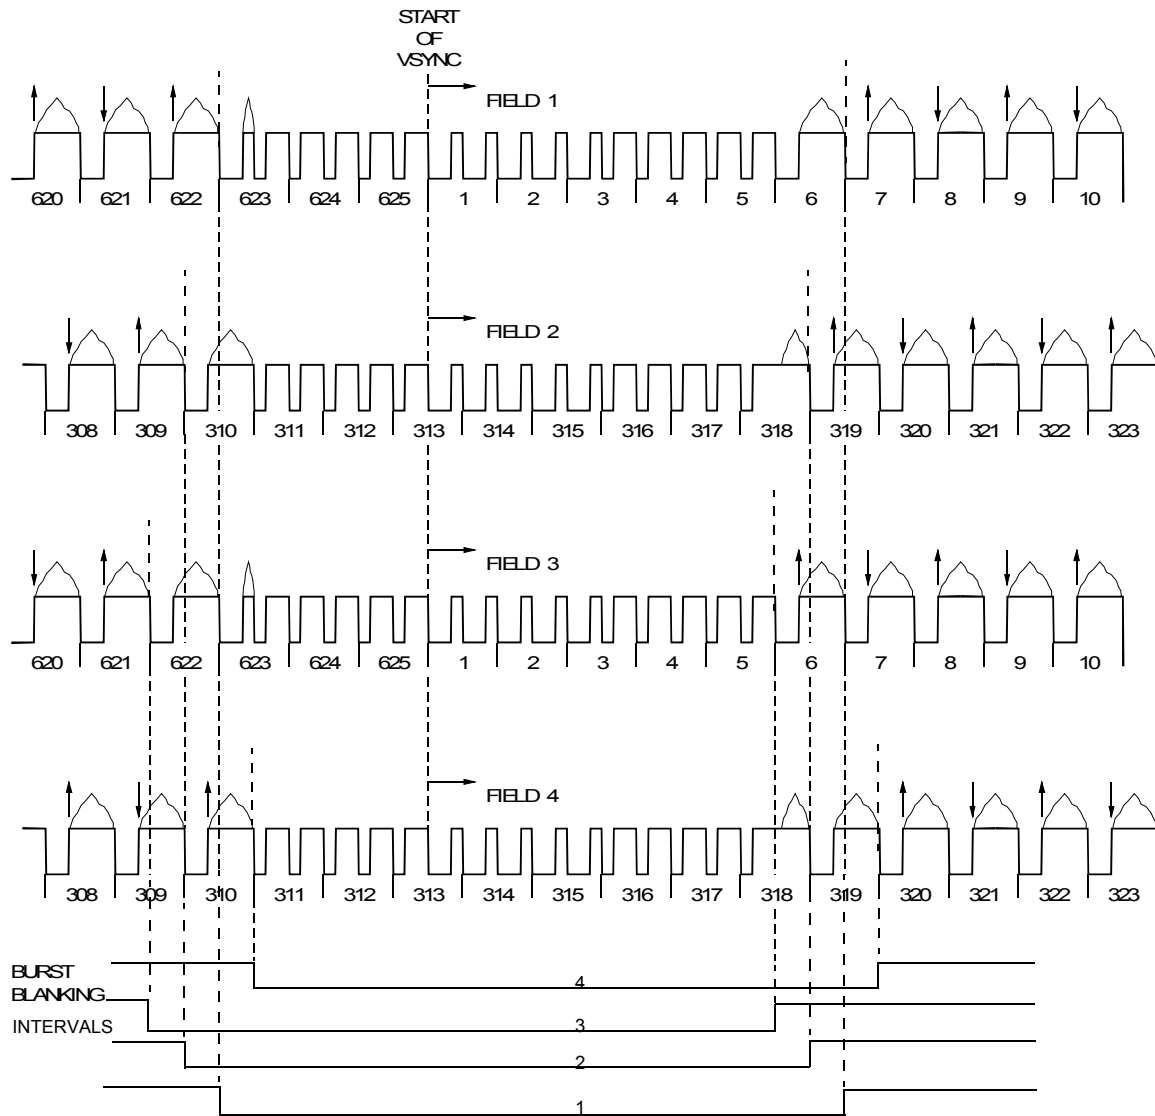 START
OF
VSYNC
FIELD 1
620 621 622 623 624 625 1 2 3 4 5 6 7 8 9 10
FIELD 2
308 309 310 311 312 313 314 315 316 317 318 319 320 321 322 323
FIELD 3
620 621 622 623 624 625 1 2 3 4 5 6 7 8 9 10
FIELD 4
308 309 310 311 312 313 314 315 316 317 318 319 320 321 322 323
BURST
BLANKING
INTERVALS
4
3
2
1